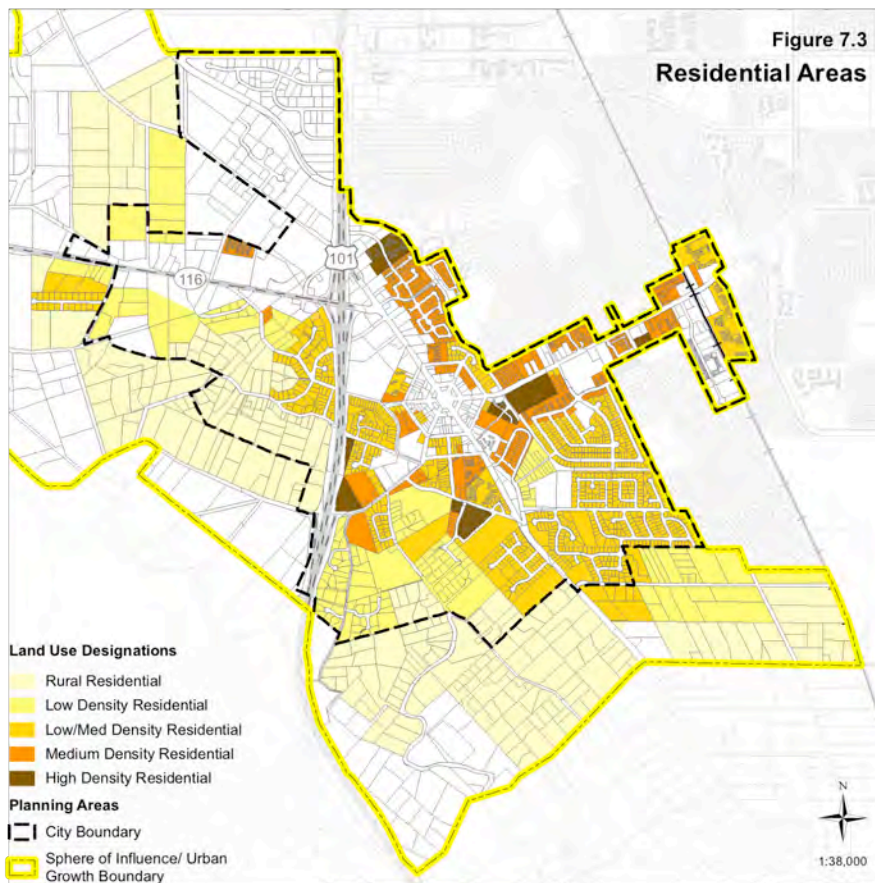 Figure 7.3
Residential Areas
101
116
Land Use Designations
Rural Residential
Low Density Residential
Low/Med Density Residential
Medium Density Residential
High Density Residential
Planning Areas
City Boundary
Sphere of Influence/ Urban
Growth Boundary
N
1:38,000